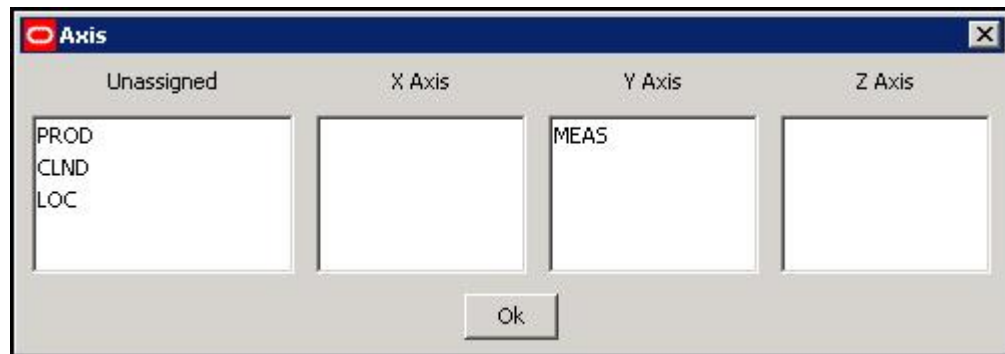 Axis
Unassigned X Axis Y Axis Z Axis
PROD MEAS
CLND
LOC
Ok